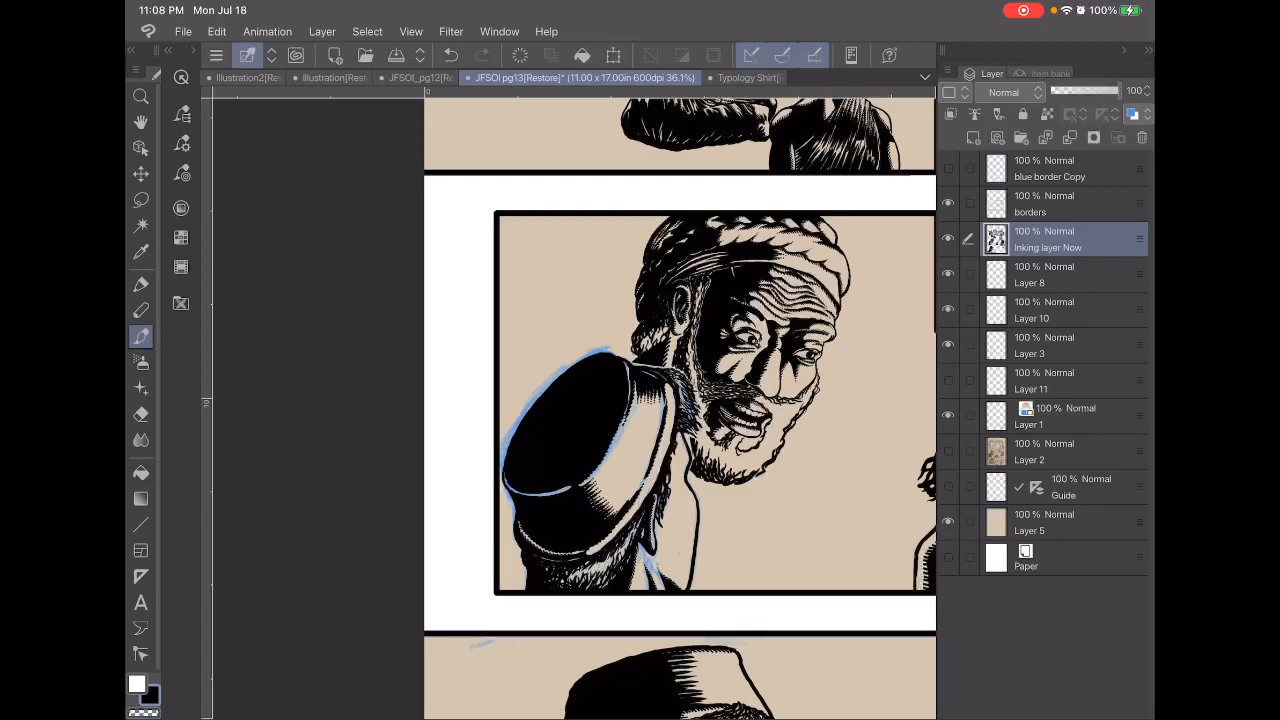 11:08 PM Mon Jul 18
100%
File Edit Animation Layer Select View Filter Window Help
Illustration2[Re Illustration[Rest JFSOI_pg12[R JFSOI pg13[Restore]* (11.00 x 17.00in 600dpi 36.1%) Typology Shirt[
Layer Item bank
Normal 100
0
100 % Normal
blue border Copy
100 % Normal
borders
100 % Normal
Inking layer Now
100 % Normal
Layer 8
100 % Normal
Layer 10
100 % Normal
Layer 3
100 % Normal
Layer 11
100 % Normal
Layer 1
100 % Normal
Layer 2
100 % Normal
Guide
100 % Normal
Layer 5
Paper